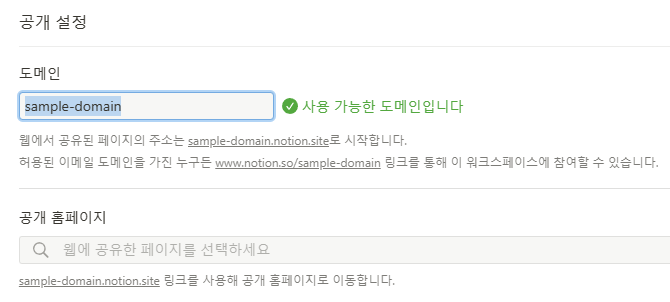 공개 설정
도메인
sample-domain
사용 가능한 도메인입니다
웹에서 공유된 페이지의 주소는 sample-domain.notion.site로 시작합니다.
허용된 이메일 도메인을 가진 누구든 www.notion.so/sample-domain 링크를 통해 이 워크스페이스에 참여할 수 있습니다.
공개 홈페이지
웹에 공유한 페이지를 선택하세요
sample-domain.notion.site 링크를 사용해 공개 홈페이지로 이동합니다.